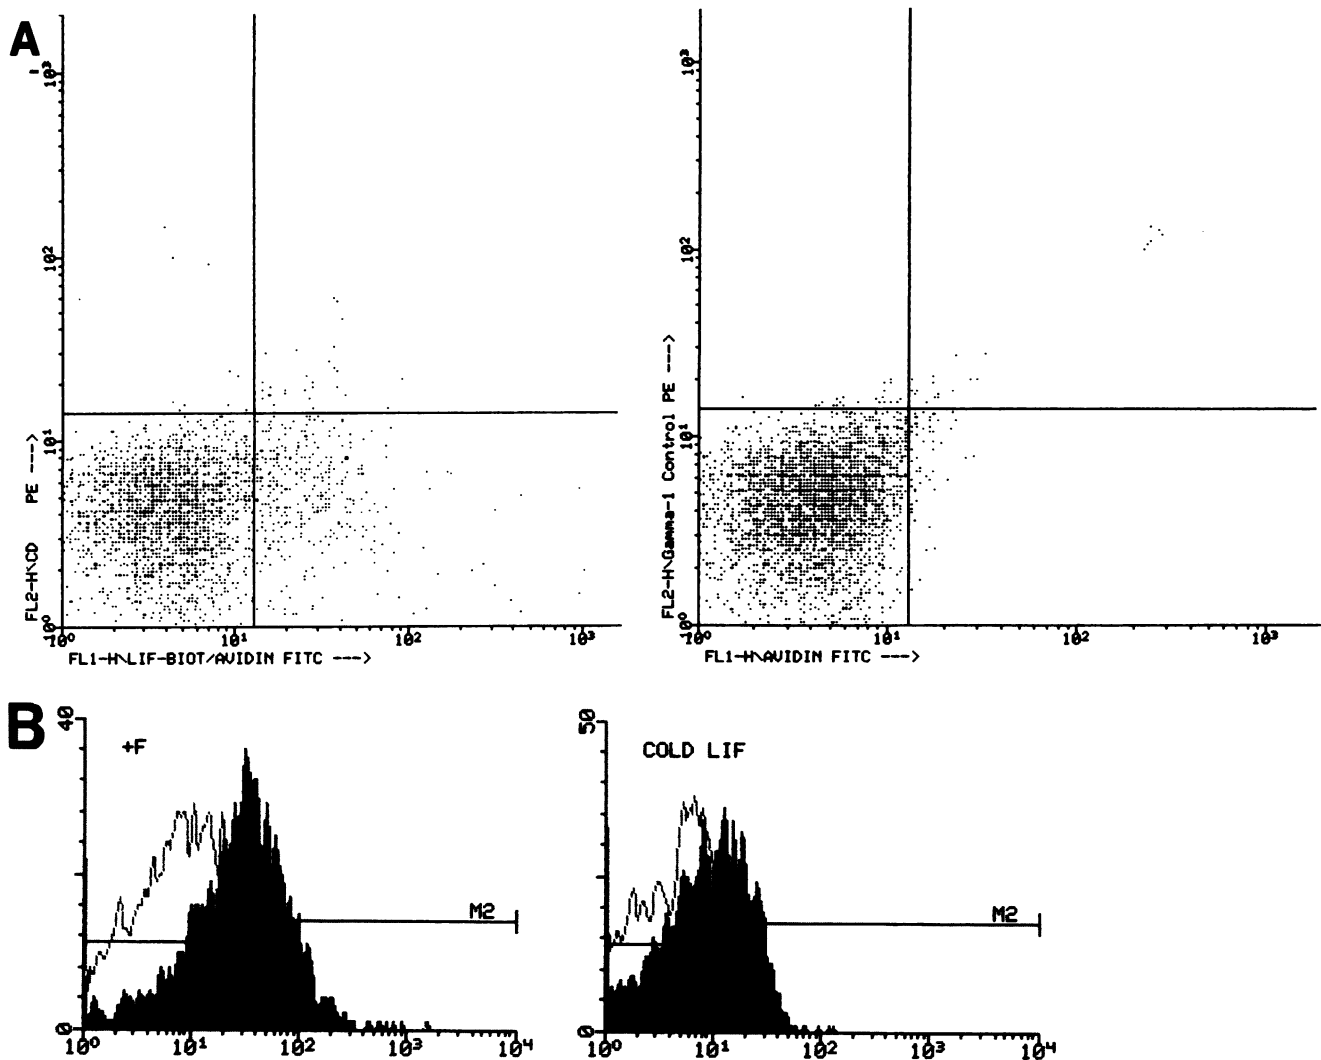 A
10³ 10³
10² 10²
10¹ 10¹
10⁰ 10⁰
FL2-H\CD PE --->
FL2-H\Gamma-1 Control PE --->
10⁰ 10¹ 10² 10³
10⁰ 10¹ 10² 10³
FL1-H\LIF-BIOT/AVIDIN FITC --->
FL1-H\AVIDIN FITC --->
B
40 +F M2 0
10⁰ 10¹ 10² 10³ 10⁴
50 COLD LIF M2 0
10⁰ 10¹ 10² 10³ 10⁴